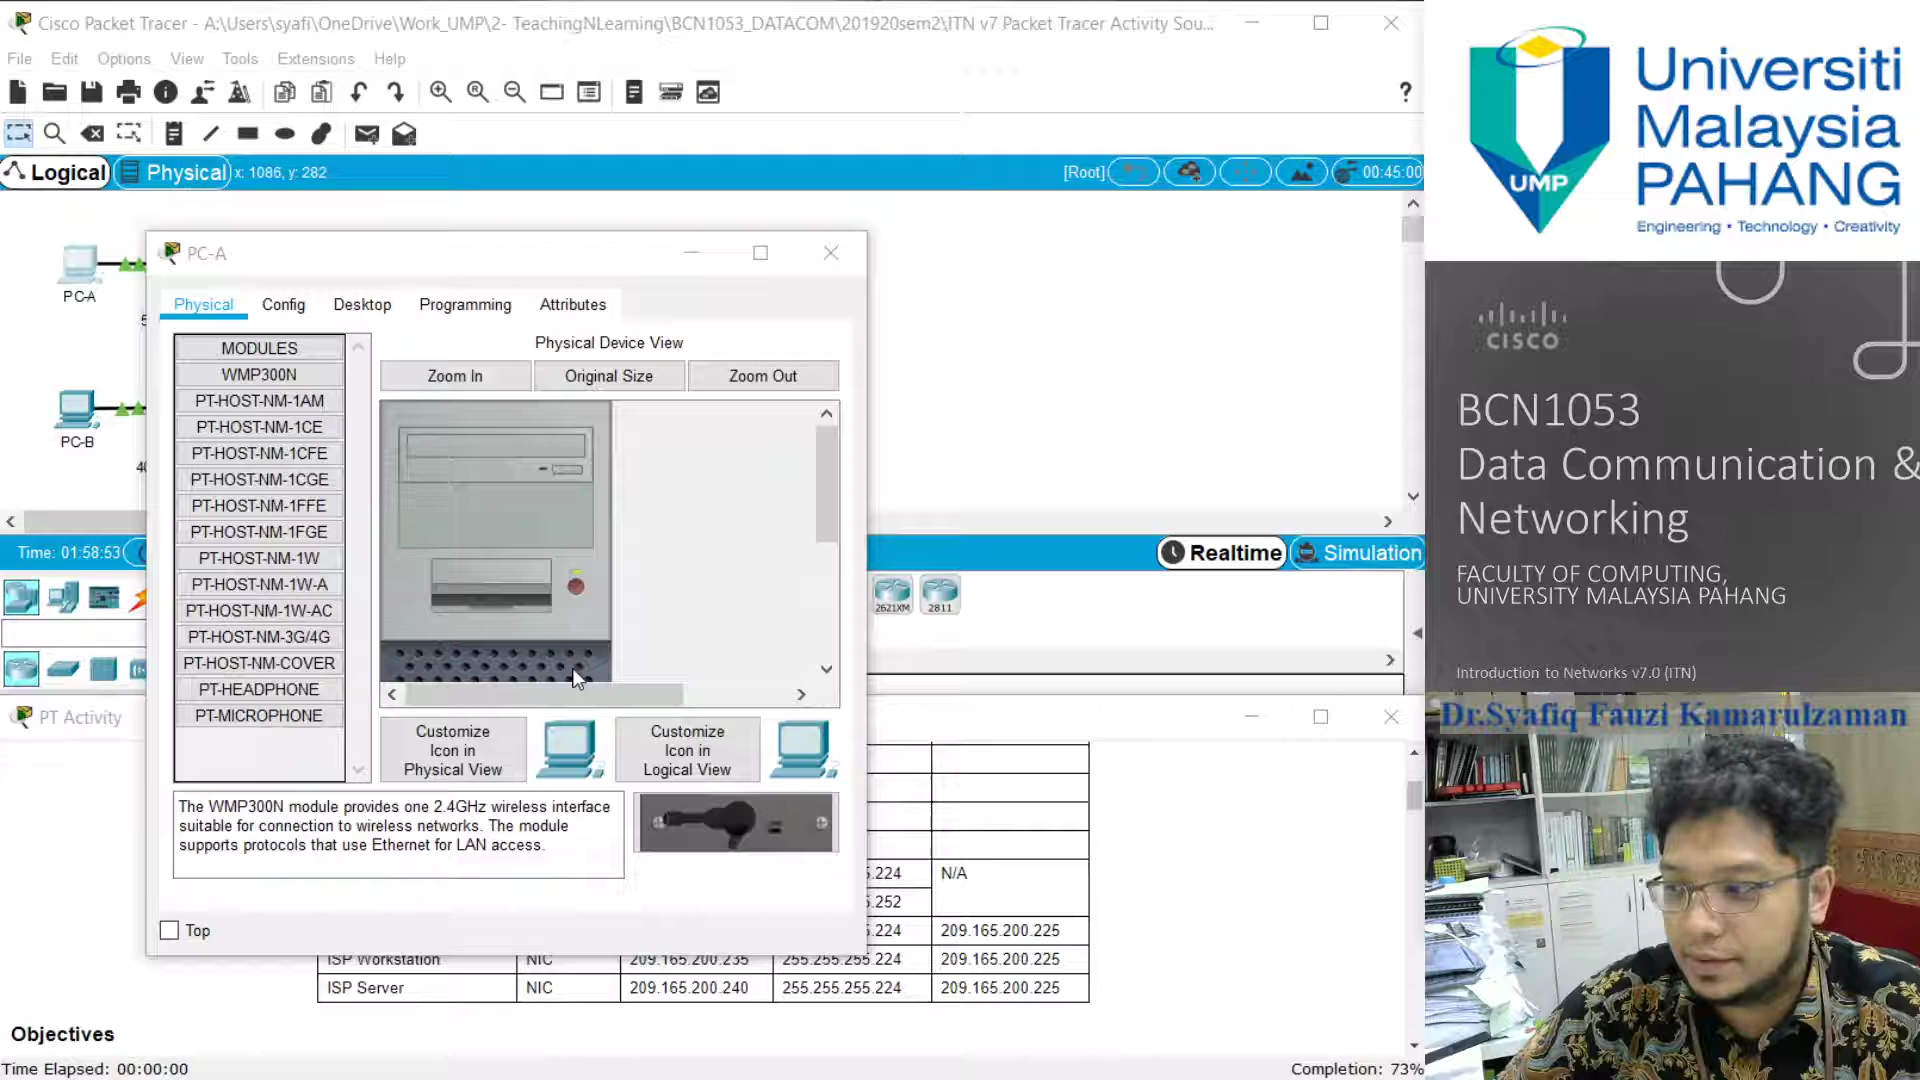 Cisco Packet Tracer - A:\Users\syafi\OneDrive\Work_UMP\2- TeachingNLearning\BCN1053_DATACOM\201920sem2\ITN v7 Packet Tracer Activity Sou...
File Edit Options View Tools Extensions Help
?
Logical Physical x: 1086, y: 282
[Root] 00:45:00
PC-A
PC-B
PC-A
Physical Config Desktop Programming Attributes
MODULES
WMP300N
PT-HOST-NM-1AM
PT-HOST-NM-1CE
PT-HOST-NM-1CFE
PT-HOST-NM-1CGE
PT-HOST-NM-1FFE
PT-HOST-NM-1FGE
PT-HOST-NM-1W
PT-HOST-NM-1W-A
PT-HOST-NM-1W-AC
PT-HOST-NM-3G/4G
PT-HOST-NM-COVER
PT-HEADPHONE
PT-MICROPHONE
Physical Device View
Zoom In Original Size Zoom Out
Customize
Icon in
Physical View
Customize
Icon in
Logical View
The WMP300N module provides one 2.4GHz wireless interface
suitable for connection to wireless networks. The module
supports protocols that use Ethernet for LAN access.
Top
Time: 01:58:53
Realtime Simulation
2621XM 2811
PT Activity
5.224 N/A
5.252
5.224 209.165.200.225
ISP Workstation NIC 209.165.200.235 255.255.255.224 209.165.200.225
ISP Server NIC 209.165.200.240 255.255.255.224 209.165.200.225
Objectives
Time Elapsed: 00:00:00
Completion: 73%
UMP
Universiti
Malaysia
PAHANG
Engineering • Technology • Creativity
CISCO
BCN1053
Data Communication &
Networking
FACULTY OF COMPUTING,
UNIVERSITY MALAYSIA PAHANG
Introduction to Networks v7.0 (ITN)
Dr.Syafiq Fauzi Kamarulzaman